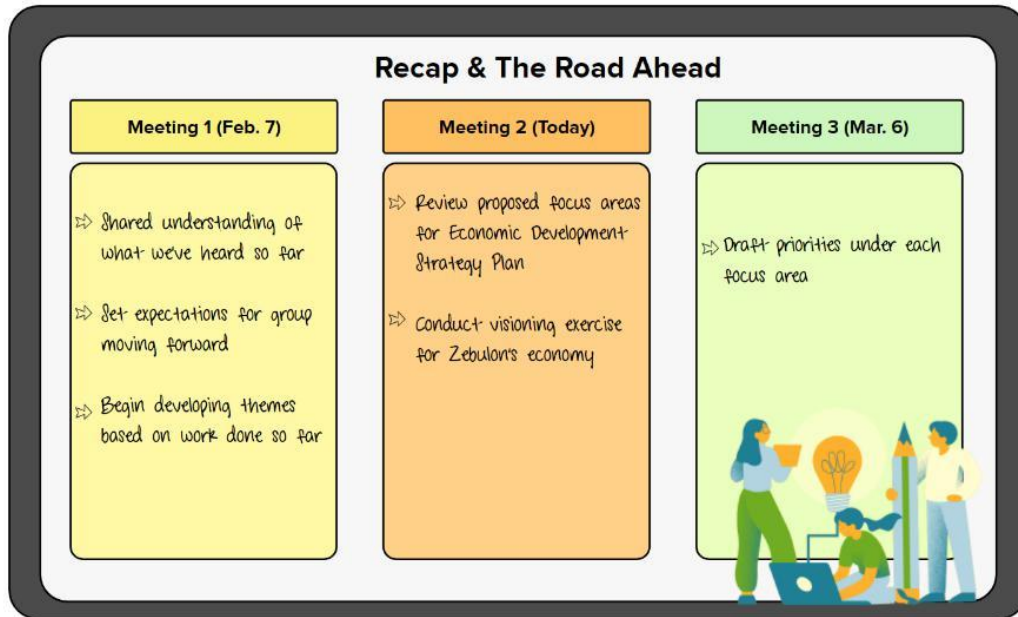 Recap & The Road Ahead
Meeting 1 (Feb. 7)
Shared understanding of
what we've heard so far
Set expectations for group
moving forward
Begin developing themes
based on work done so far
Meeting 2 (Today)
Review proposed focus areas
for Economic Development
Strategy Plan
Conduct visioning exercise
for Zebulon's economy
Meeting 3 (Mar. 6)
Draft priorities under each
focus area